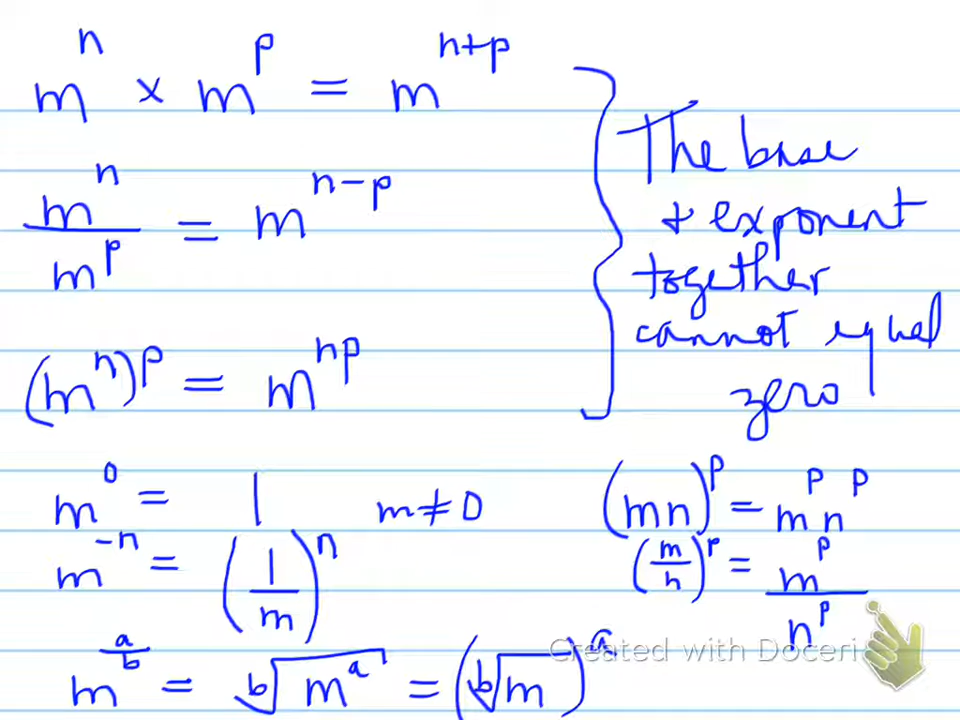 m^n × m^p = m^(n+p)
m^n / m^p = m^(n-p)
(m^n)^p = m^(np)
The base
+ exponent
together
cannot equal
zero
m^0 = 1 m ≠ 0
m^(-n) = (1/m)^n
m^(a/b) = ᵇ√(m^a) = (ᵇ√m)^a
(mn)^p = m^p n^p
(m/n)^p = m^p / n^p
Created with Doceri